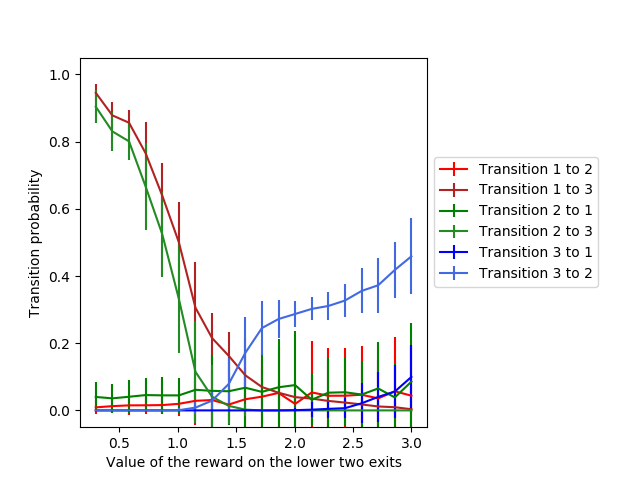 1.0
0.8
0.6
0.4
0.2
0.0
Transition probability
0.5
1.0
1.5
2.0
2.5
3.0
Value of the reward on the lower two exits
Transition 1 to 2
Transition 1 to 3
Transition 2 to 1
Transition 2 to 3
Transition 3 to 1
Transition 3 to 2